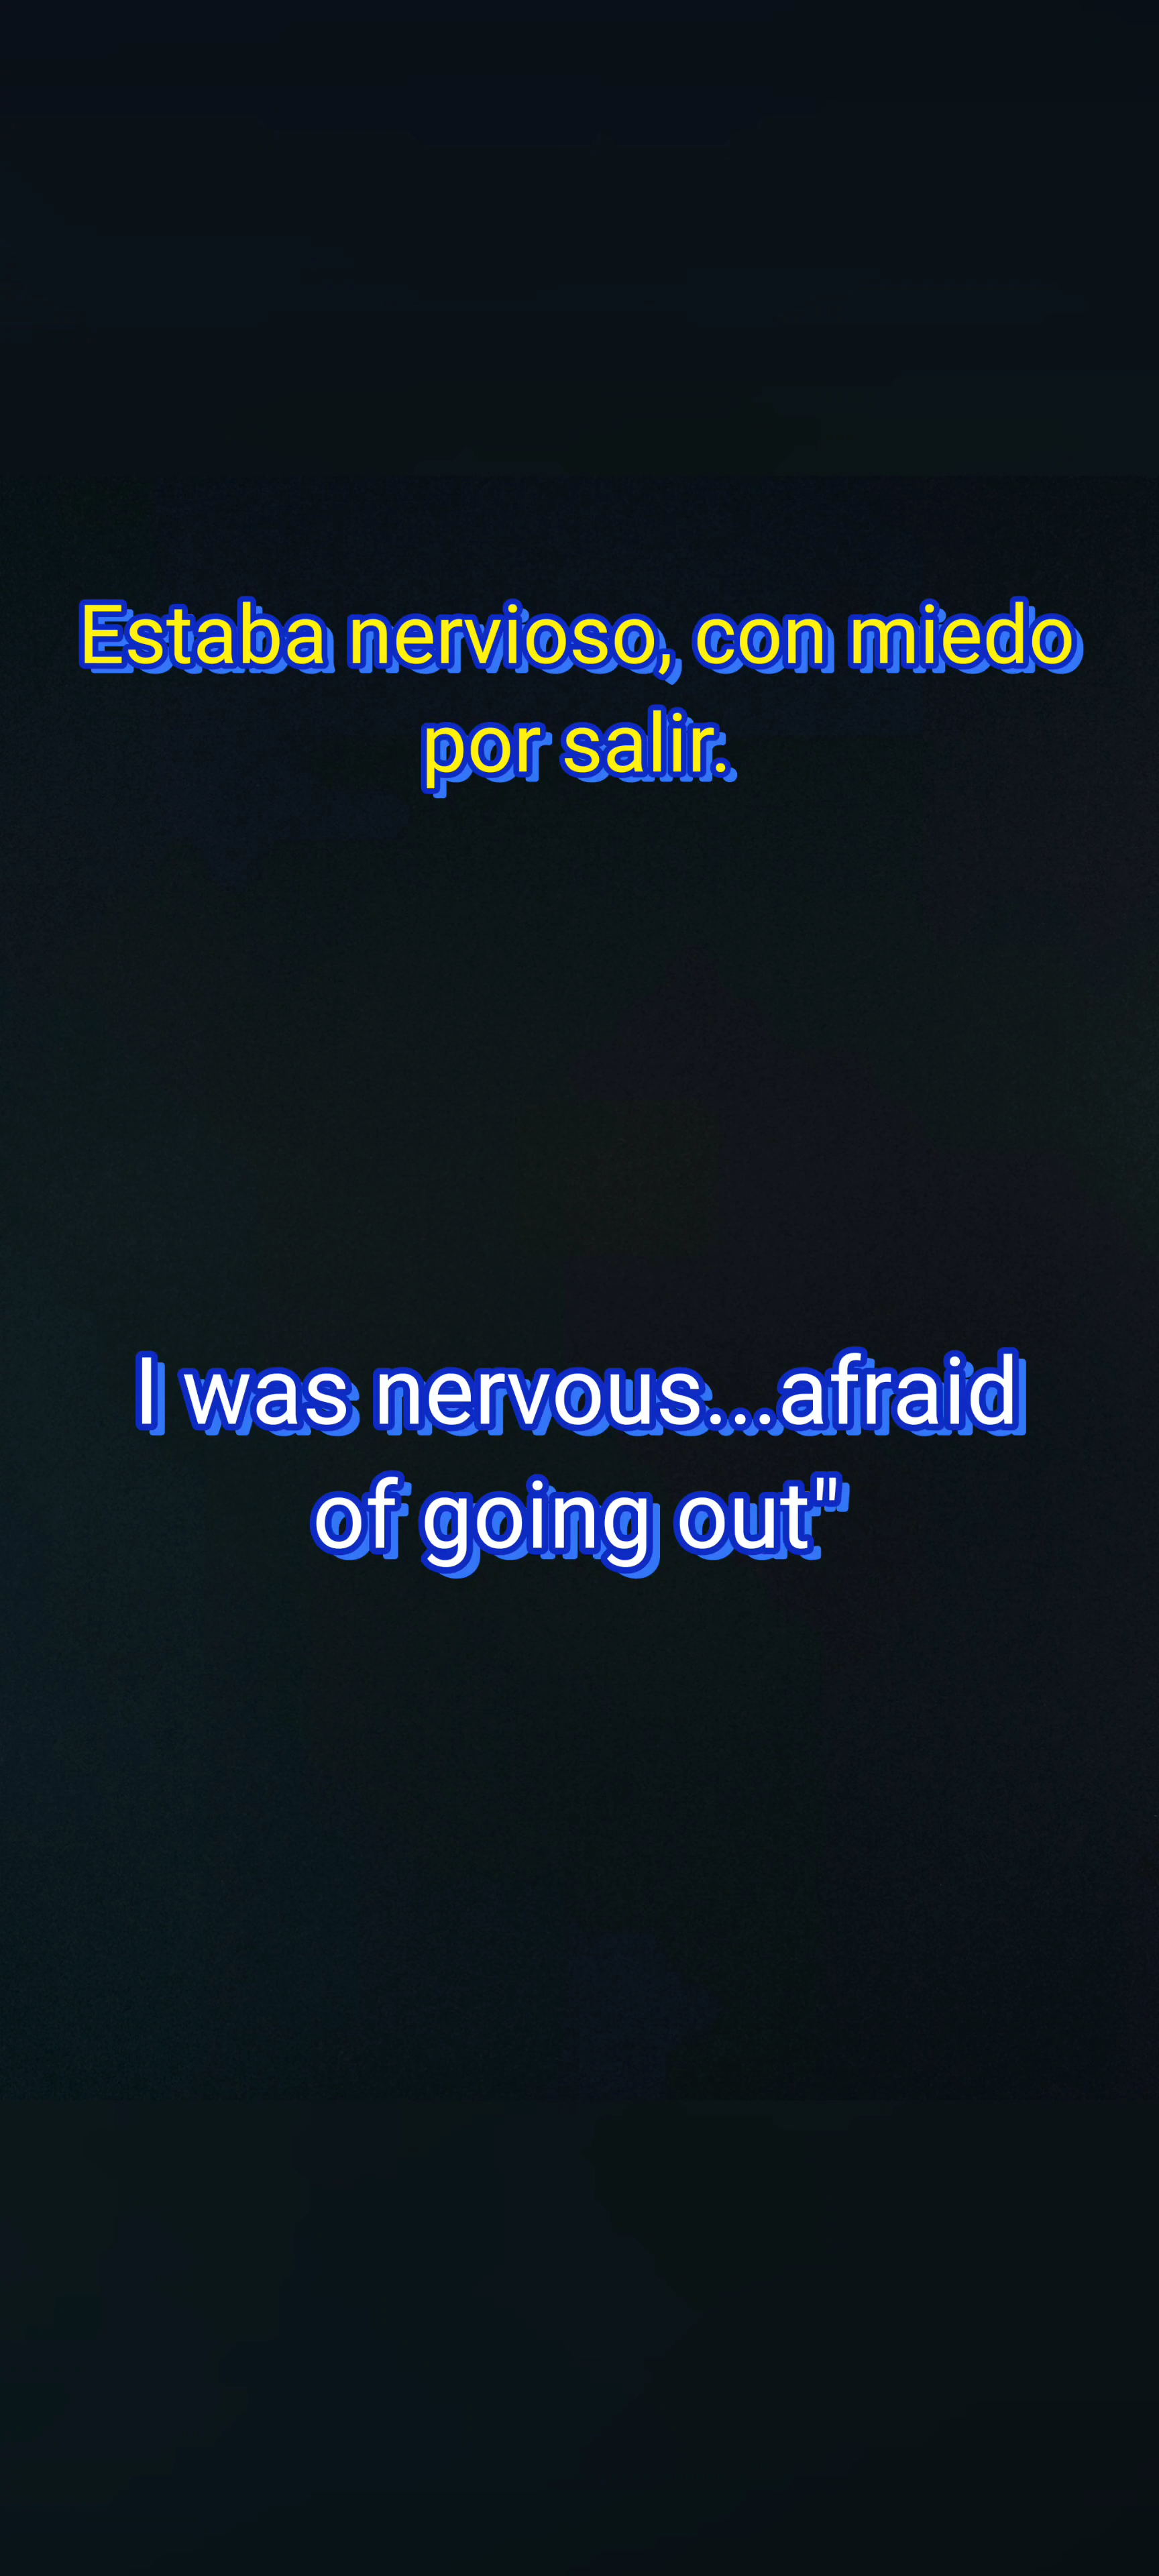 Estaba nervioso, con miedo
por salir.
I was nervous...afraid
of going out"